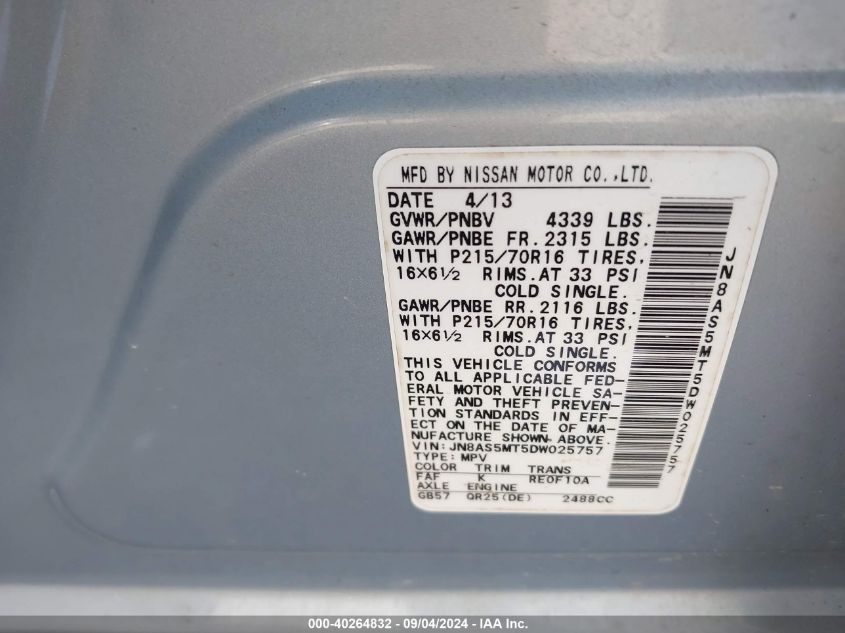 MFD BY NISSAN MOTOR CO.,LTD.
DATE 4/13
GVWR/PNBV 4339 LBS.
GAWR/PNBE FR. 2315 LBS.
WITH P215/70R16 TIRES,
16×6½ RIMS.AT 33 PSI
COLD SINGLE.
GAWR/PNBE RR. 2116 LBS.
WITH P215/70R16 TIRES,
16×6½ RIMS.AT 33 PSI
COLD SINGLE.
THIS VEHICLE CONFORMS
TO ALL APPLICABLE FED-
ERAL MOTOR VEHICLE SA-
FETY AND THEFT PREVEN-
TION STANDARDS IN EFF-
ECT ON THE DATE OF MA-
NUFACTURE SHOWN ABOVE.
VIN:JN8AS5MT5DW025757
TYPE: MPV
COLOR TRIM TRANS
FAF K RE0F10A
AXLE ENGINE
GB57 QR25(DE) 2488CC
JN8AS5MT5DW025757
000-40264832 - 09/04/2024 - IAA Inc.